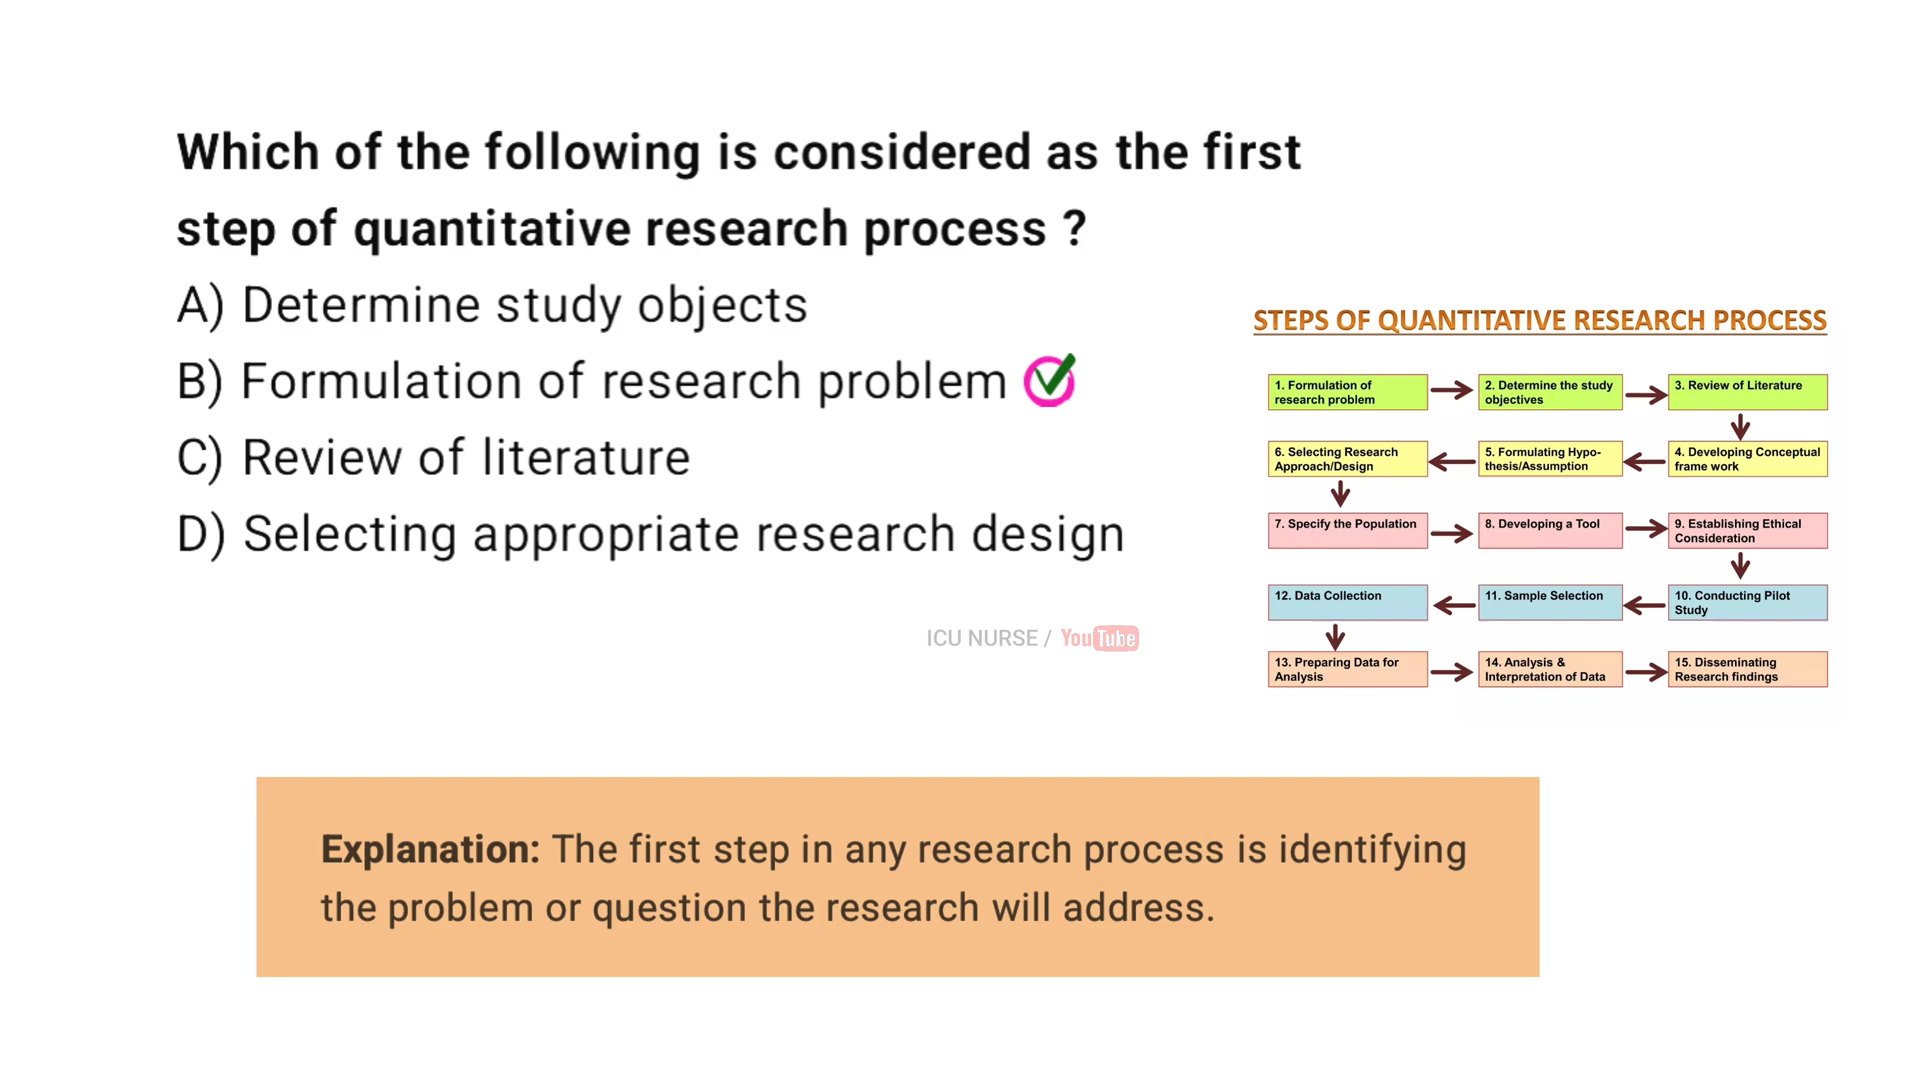 Which of the following is considered as the first
step of quantitative research process ?
A) Determine study objects
B) Formulation of research problem
C) Review of literature
D) Selecting appropriate research design
ICU NURSE / YouTube
STEPS OF QUANTITATIVE RESEARCH PROCESS
1. Formulation of
research problem
2. Determine the study
objectives
3. Review of Literature
4. Developing Conceptual
frame work
5. Formulating Hypo-
thesis/Assumption
6. Selecting Research
Approach/Design
7. Specify the Population
8. Developing a Tool
9. Establishing Ethical
Consideration
10. Conducting Pilot
Study
11. Sample Selection
12. Data Collection
13. Preparing Data for
Analysis
14. Analysis &
Interpretation of Data
15. Disseminating
Research findings
Explanation: The first step in any research process is identifying
the problem or question the research will address.